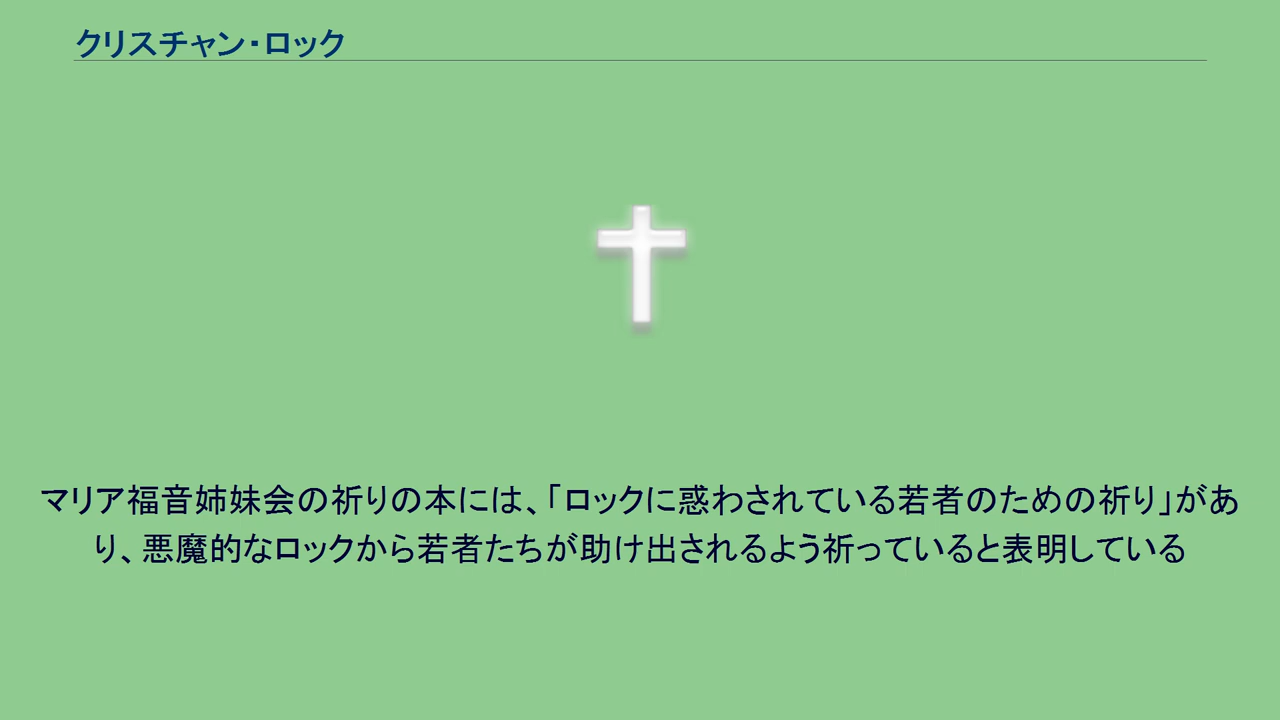 クリスチャン・ロック
マリア福音姉妹会の祈りの本には、「ロックに惑わされている若者のための祈り」があ
り、悪魔的なロックから若者たちが助け出されるよう祈っていると表明している